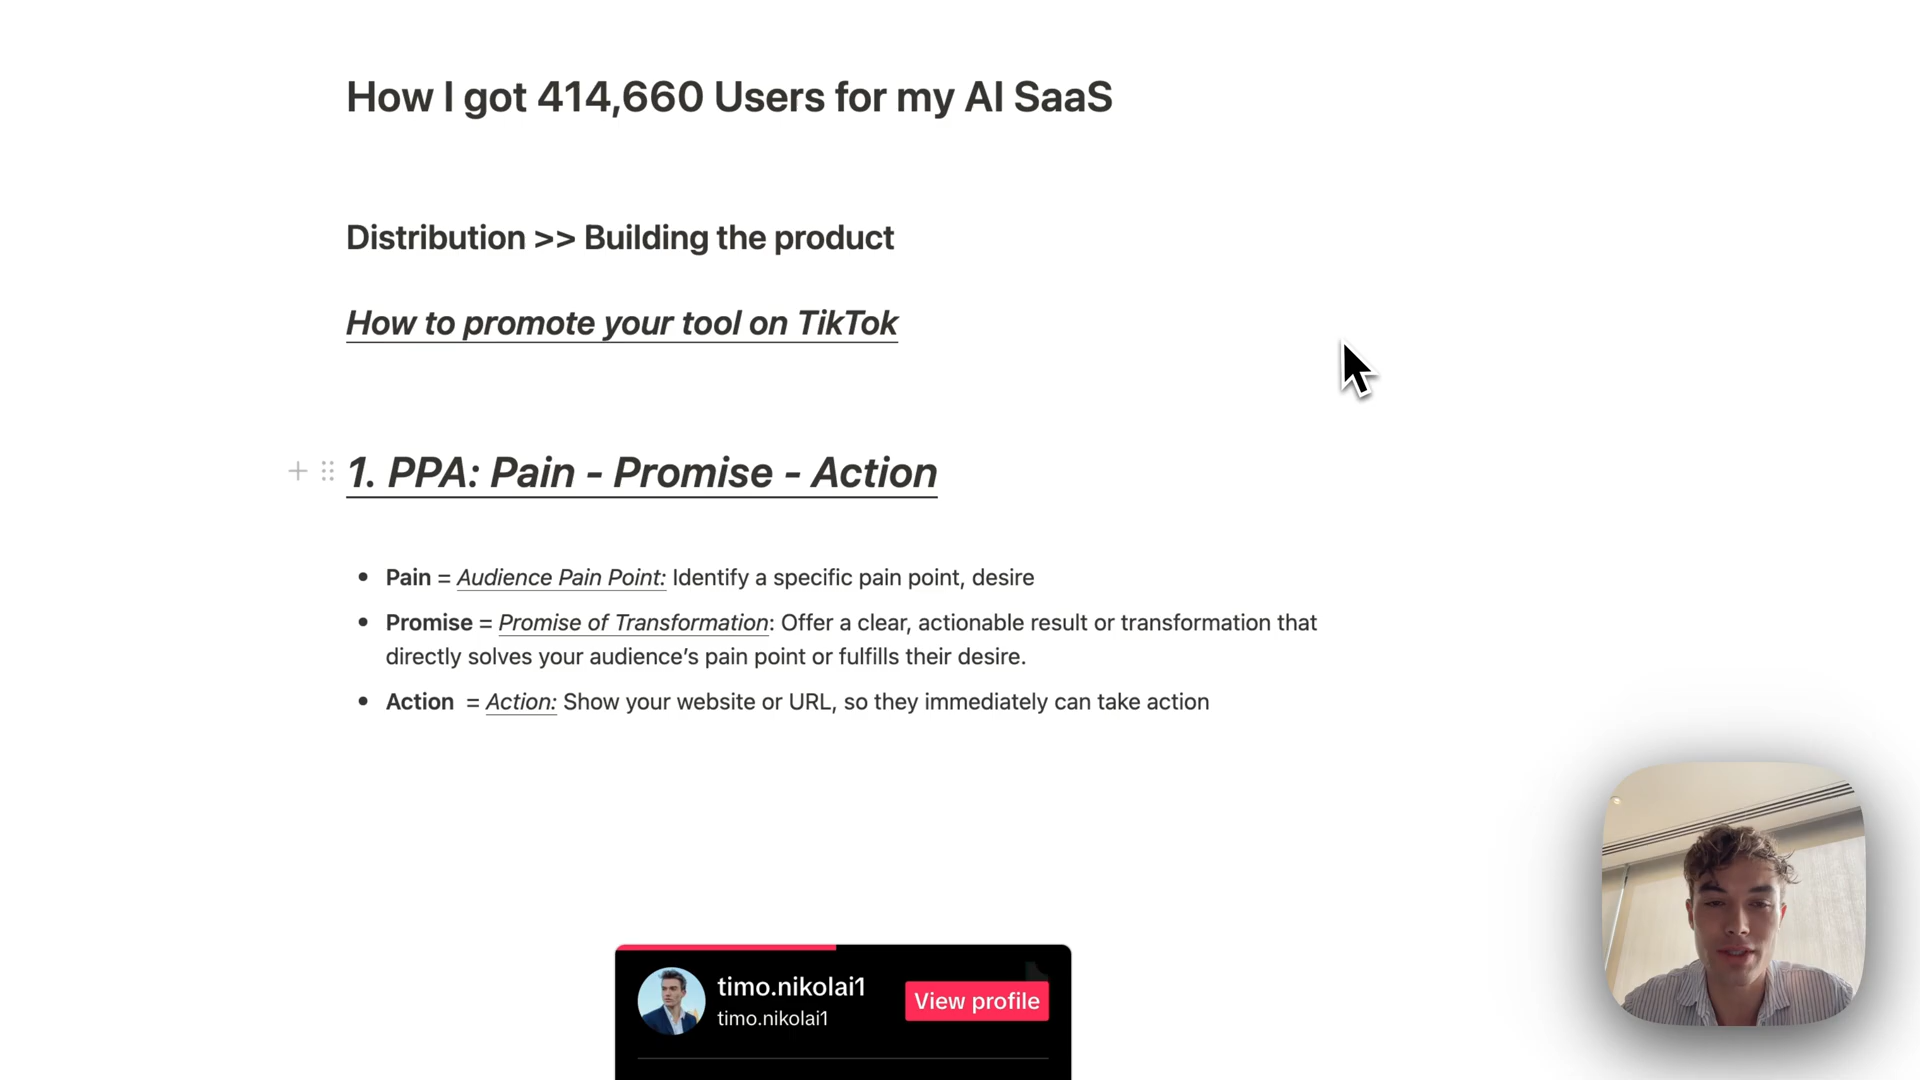 How I got 414,660 Users for my AI SaaS
Distribution >> Building the product
How to promote your tool on TikTok
1. PPA: Pain - Promise - Action
Pain = Audience Pain Point: Identify a specific pain point, desire
Promise = Promise of Transformation: Offer a clear, actionable result or transformation that
directly solves your audience’s pain point or fulfills their desire.
Action = Action: Show your website or URL, so they immediately can take action
timo.nikolai1
timo.nikolai1
View profile